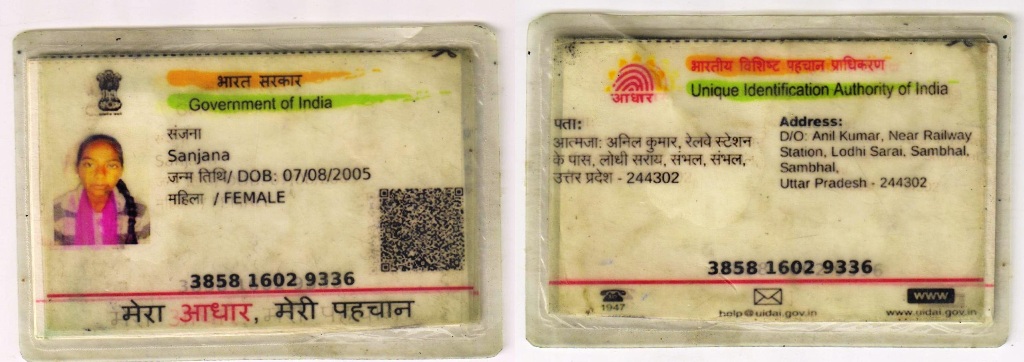 भारत सरकार
Government of India
संजना
Sanjana
जन्म तिथि/ DOB: 07/08/2005
महिला / FEMALE
3858 1602 9336
मेरा आधार, मेरी पहचान
भारतीय विशिष्ट पहचान प्राधिकरण
आधार
Unique Identification Authority of India
पता:
आत्मजा: अनिल कुमार, रेलवे स्टेशन
के पास, लोधी सराय, संभल, संभल,
उत्तर प्रदेश - 244302
Address:
D/O: Anil Kumar, Near Railway
Station, Lodhi Sarai, Sambhal,
Sambhal,
Uttar Pradesh - 244302
3858 1602 9336
1947
help@uidai.gov.in
www
www.uidai.gov.in